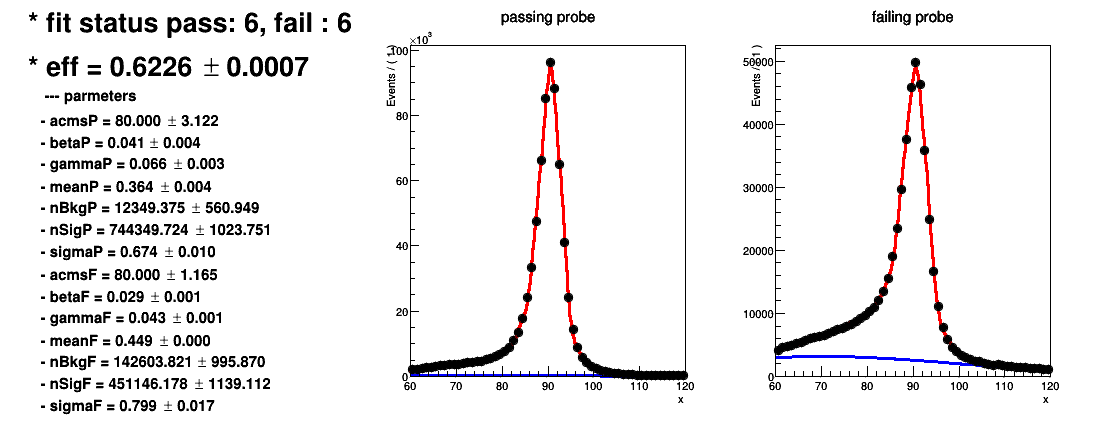 * fit status pass: 6, fail : 6
* eff = 0.6226 ± 0.0007
--- parmeters
- acmsP = 80.000 ± 3.122
- betaP = 0.041 ± 0.004
- gammaP = 0.066 ± 0.003
- meanP = 0.364 ± 0.004
- nBkgP = 12349.375 ± 560.949
- nSigP = 744349.724 ± 1023.751
- sigmaP = 0.674 ± 0.010
- acmsF = 80.000 ± 1.165
- betaF = 0.029 ± 0.001
- gammaF = 0.043 ± 0.001
- meanF = 0.449 ± 0.000
- nBkgF = 142603.821 ± 995.870
- nSigF = 451146.178 ± 1139.112
- sigmaF = 0.799 ± 0.017
passing probe
×10³
Events / ( 1 )
100
80
60
40
20
0
60 70 80 90 100 110 120
x
failing probe
Events / ( 1 )
50000
40000
30000
20000
10000
0
60 70 80 90 100 110 120
x